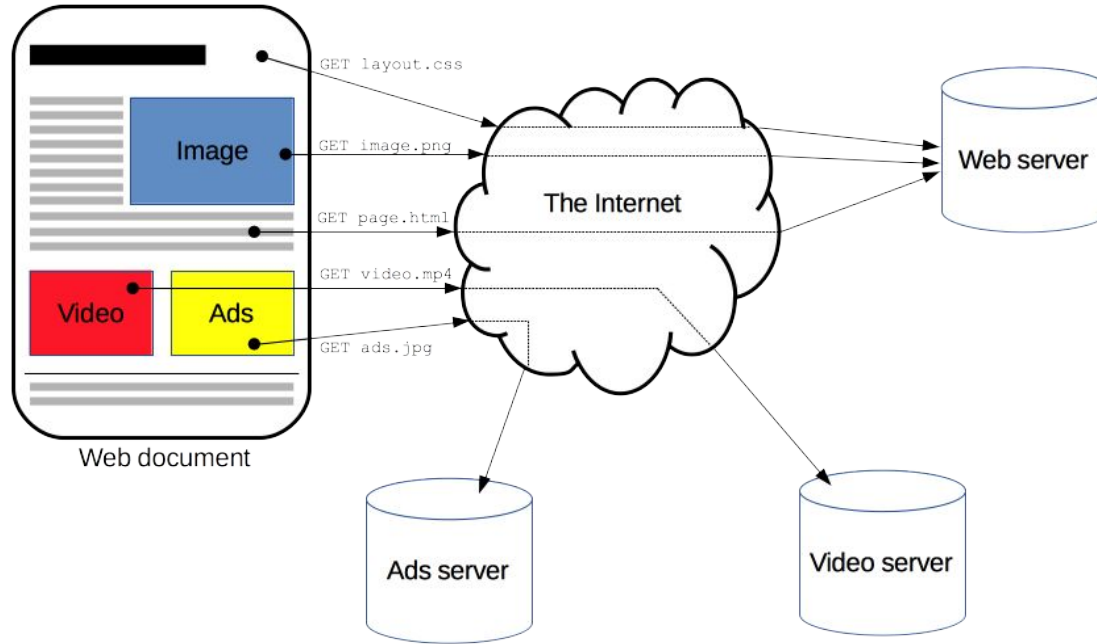 GET layout.css
Image
GET image.png
Web server
The Internet
GET page.html
GET video.mp4
Video
Ads
GET ads.jpg
Web document
Ads server
Video server